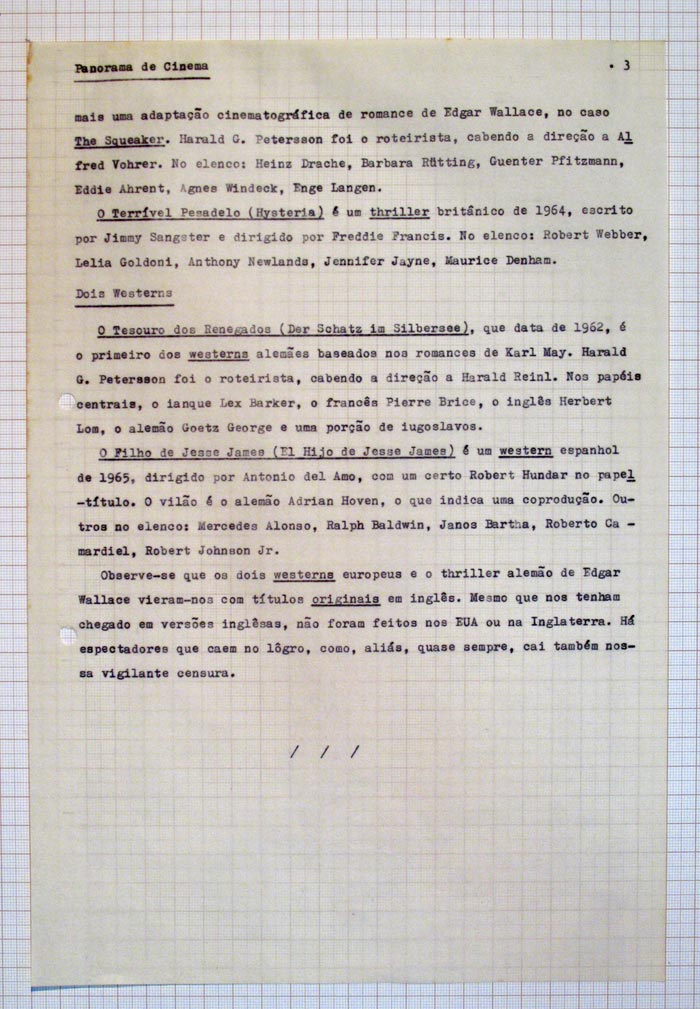 Panorama de Cinema . 3
mais uma adaptação cinematográfica de romance de Edgar Wallace, no caso
The Squeaker. Harald G. Petersson foi o roteirista, cabendo a direção a Al
fred Vohrer. No elenco: Heinz Drache, Barbara Rütting, Guenter Pfitzmann,
Eddie Ahrent, Agnes Windeck, Enge Langen.
O Terrível Pesadelo (Hysteria) é um thriller britânico de 1964, escrito
por Jimmy Sangster e dirigido por Freddie Francis. No elenco: Robert Webber,
Lelia Goldoni, Anthony Newlands, Jennifer Jayne, Maurice Denham.
Dois Westerns
O Tesouro dos Renegados (Der Schatz im Silbersee), que data de 1962, é
o primeiro dos westerns alemães baseados nos romances de Karl May. Harald
G. Petersson foi o roteirista, cabendo a direção a Harald Reinl. Nos papéis
centrais, o ianque Lex Barker, o francês Pierre Brice, o inglês Herbert
Lom, o alemão Goetz George e uma porção de iugoslavos.
O Filho de Jesse James (El Hijo de Jesse James) é um western espanhol
de 1965, dirigido por Antonio del Amo, com um certo Robert Hundar no papel
-título. O vilão é o alemão Adrian Hoven, o que indica uma coprodução. Ou-
tros no elenco: Mercedes Alonso, Ralph Baldwin, Janos Bartha, Roberto Ca -
mardiel, Robert Johnson Jr.
Observe-se que os dois westerns europeus e o thriller alemão de Edgar
Wallace vieram-nos com títulos originais em inglês. Mesmo que nos tenham
chegado em versões inglêsas, não foram feitos nos EUA ou na Inglaterra. Há
espectadores que caem no lôgro, como, aliás, quase sempre, cai também nos-
sa vigilante censura.
/ / /